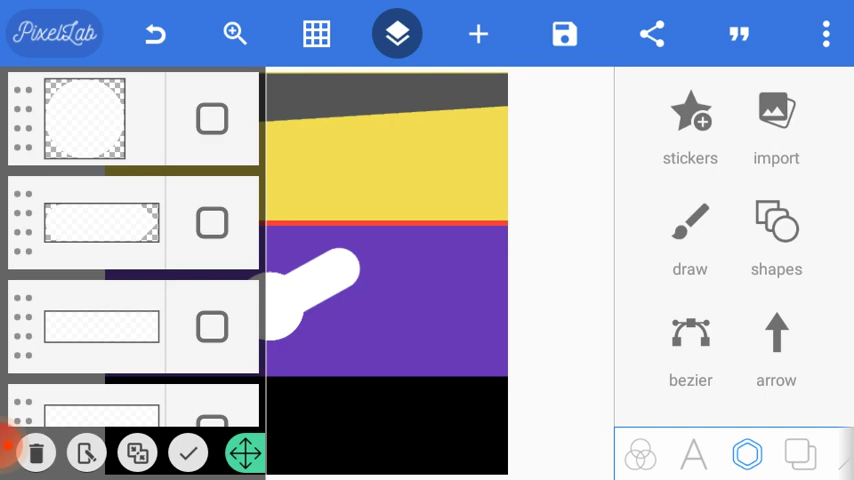 PixelLab
stickers
import
draw
shapes
bezier
arrow
A